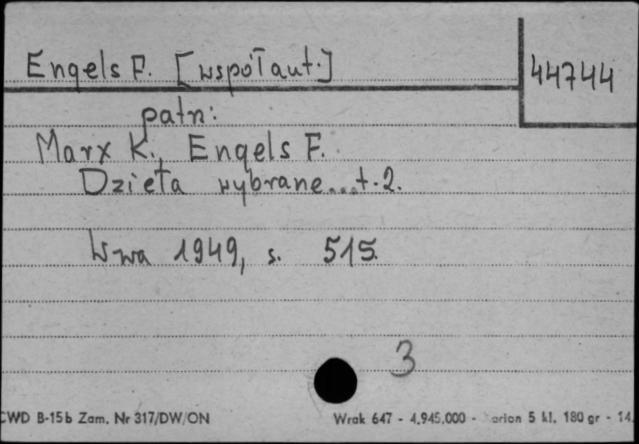 Engels F. [współaut.]
44744
patrz:
Marx K., Engels F.
Dzieła wybrane...t.2.
W-wa 1949, s. 515.
3
CWD B-15b Zam. Nr 317/DW/ON
Wrak 647 - 4.945.000 - 5 kl. 180 gr - 14